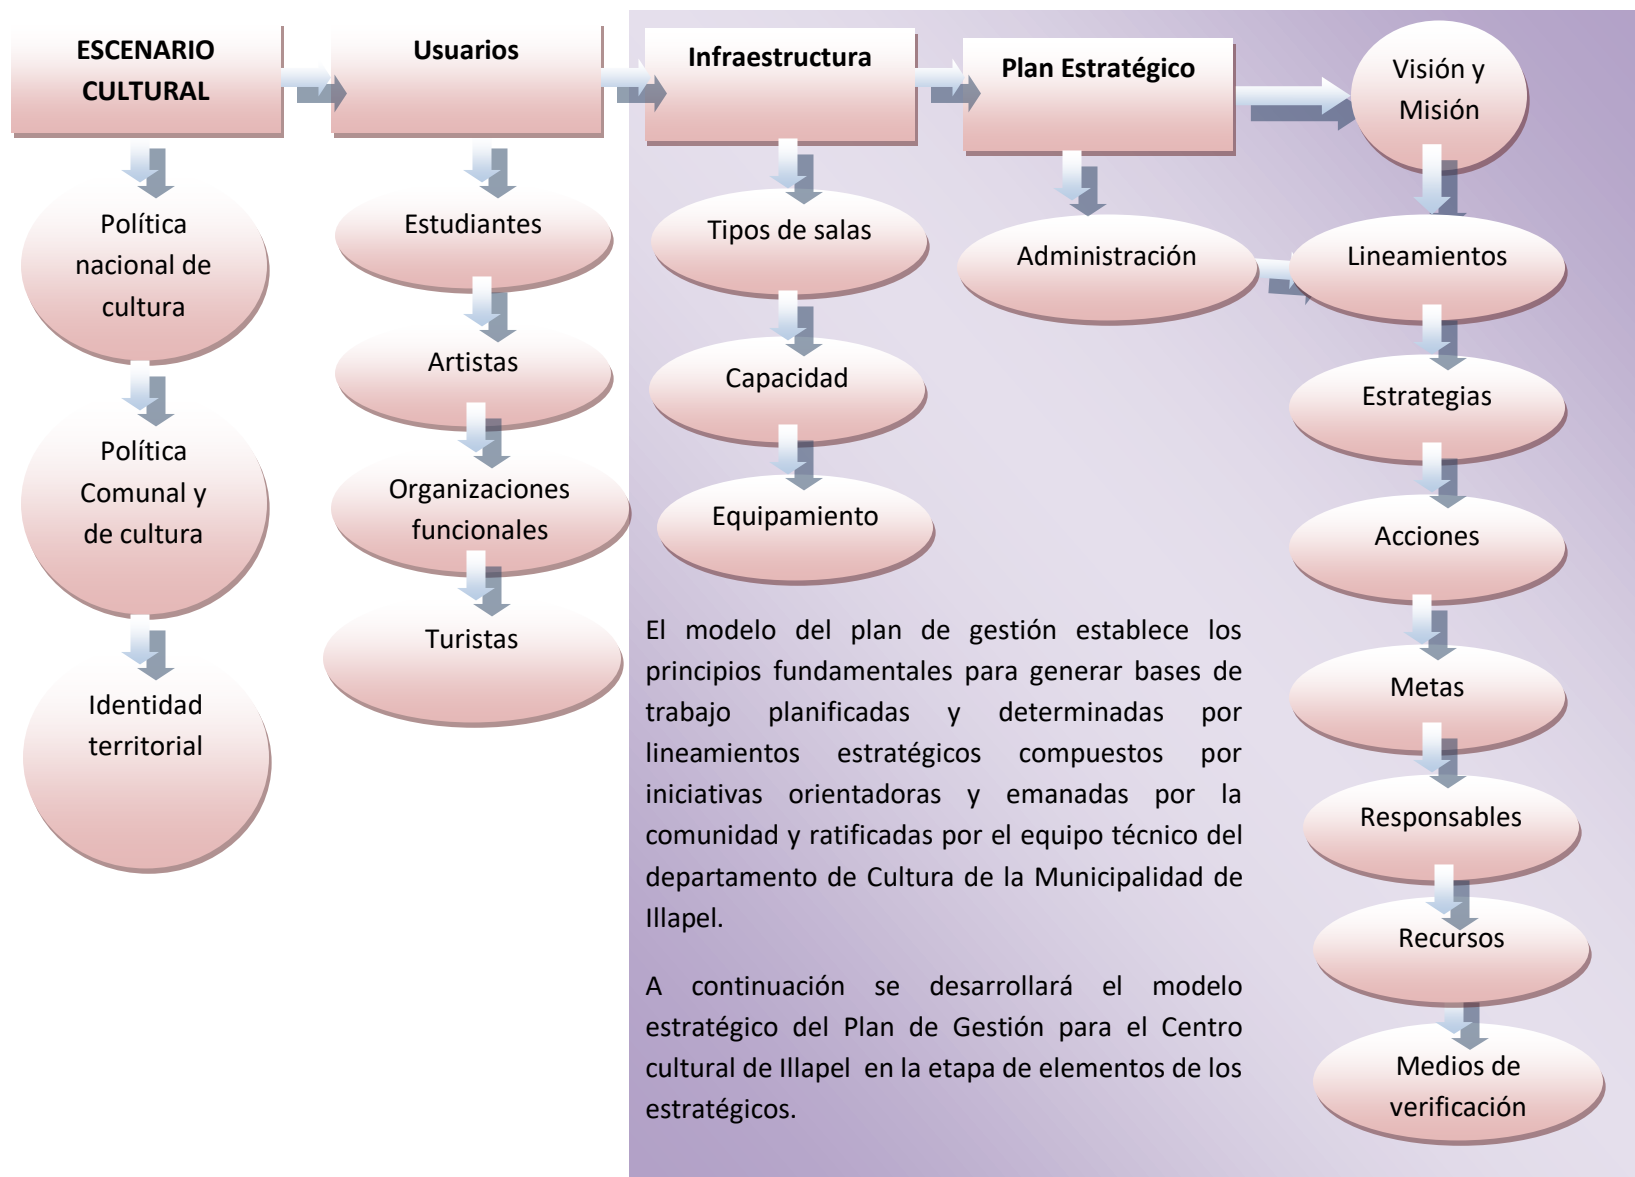 ESCENARIO
CULTURAL
Política
nacional de
cultura
Política
Comunal y
de cultura
Identidad
territorial
Usuarios
Estudiantes
Artistas
Organizaciones
funcionales
Turistas
Infraestructura
Tipos de salas
Capacidad
Equipamiento
Plan Estratégico
Administración
Visión y
Misión
Lineamientos
Estrategias
Acciones
Metas
Responsables
Recursos
Medios de
verificación
El modelo del plan de gestión establece los
principios fundamentales para generar bases de
trabajo planificadas y determinadas por
lineamientos estratégicos compuestos por
iniciativas orientadoras y emanadas por la
comunidad y ratificadas por el equipo técnico del
departamento de Cultura de la Municipalidad de
Illapel.
A continuación se desarrollará el modelo
estratégico del Plan de Gestión para el Centro
cultural de Illapel en la etapa de elementos de los
estratégicos.